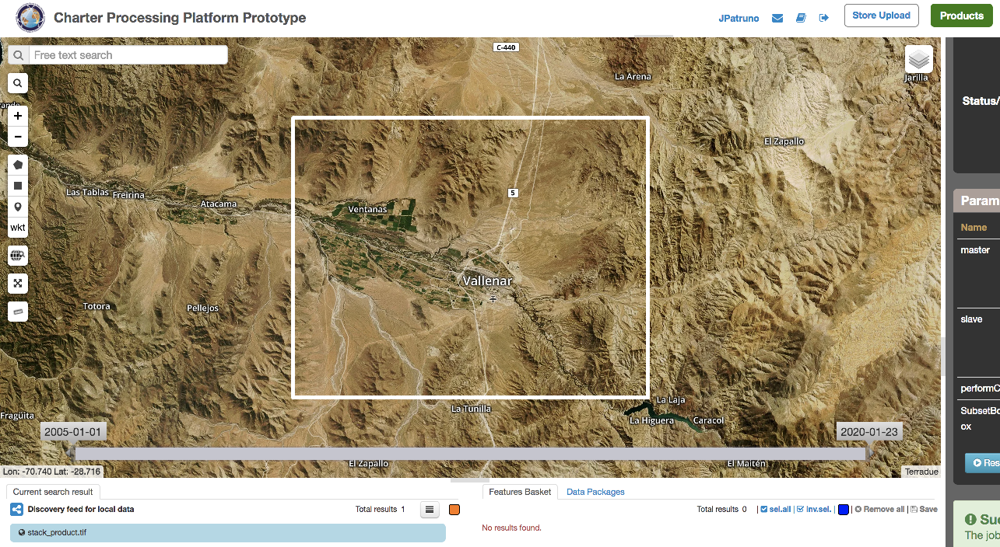 Charter Processing Platform Prototype
JPatruno
Store Upload
Products
Free text search
C-440
La Arena
Jarilla
+
−
El Zapallo
5
Las Tablas
Freirina
Atacama
Ventanas
wkt
Vallenar
Totora
Pellejos
La Tunilla
La Laja
La Higuera
Caracol
Fragüita
2005-01-01
2020-01-23
El Zapallo
El Maitén
Lon: -70.740 Lat: -28.716
Terradue
Status/
Param
Name
master
slave
performC
SubsetBo
ox
Res
Current search result
Discovery feed for local data
Total results 1
stack_product.tif
Features Basket
Data Packages
Total results 0 | sel.all | inv.sel. | | Remove all | Save
No results found.
Suc
The job